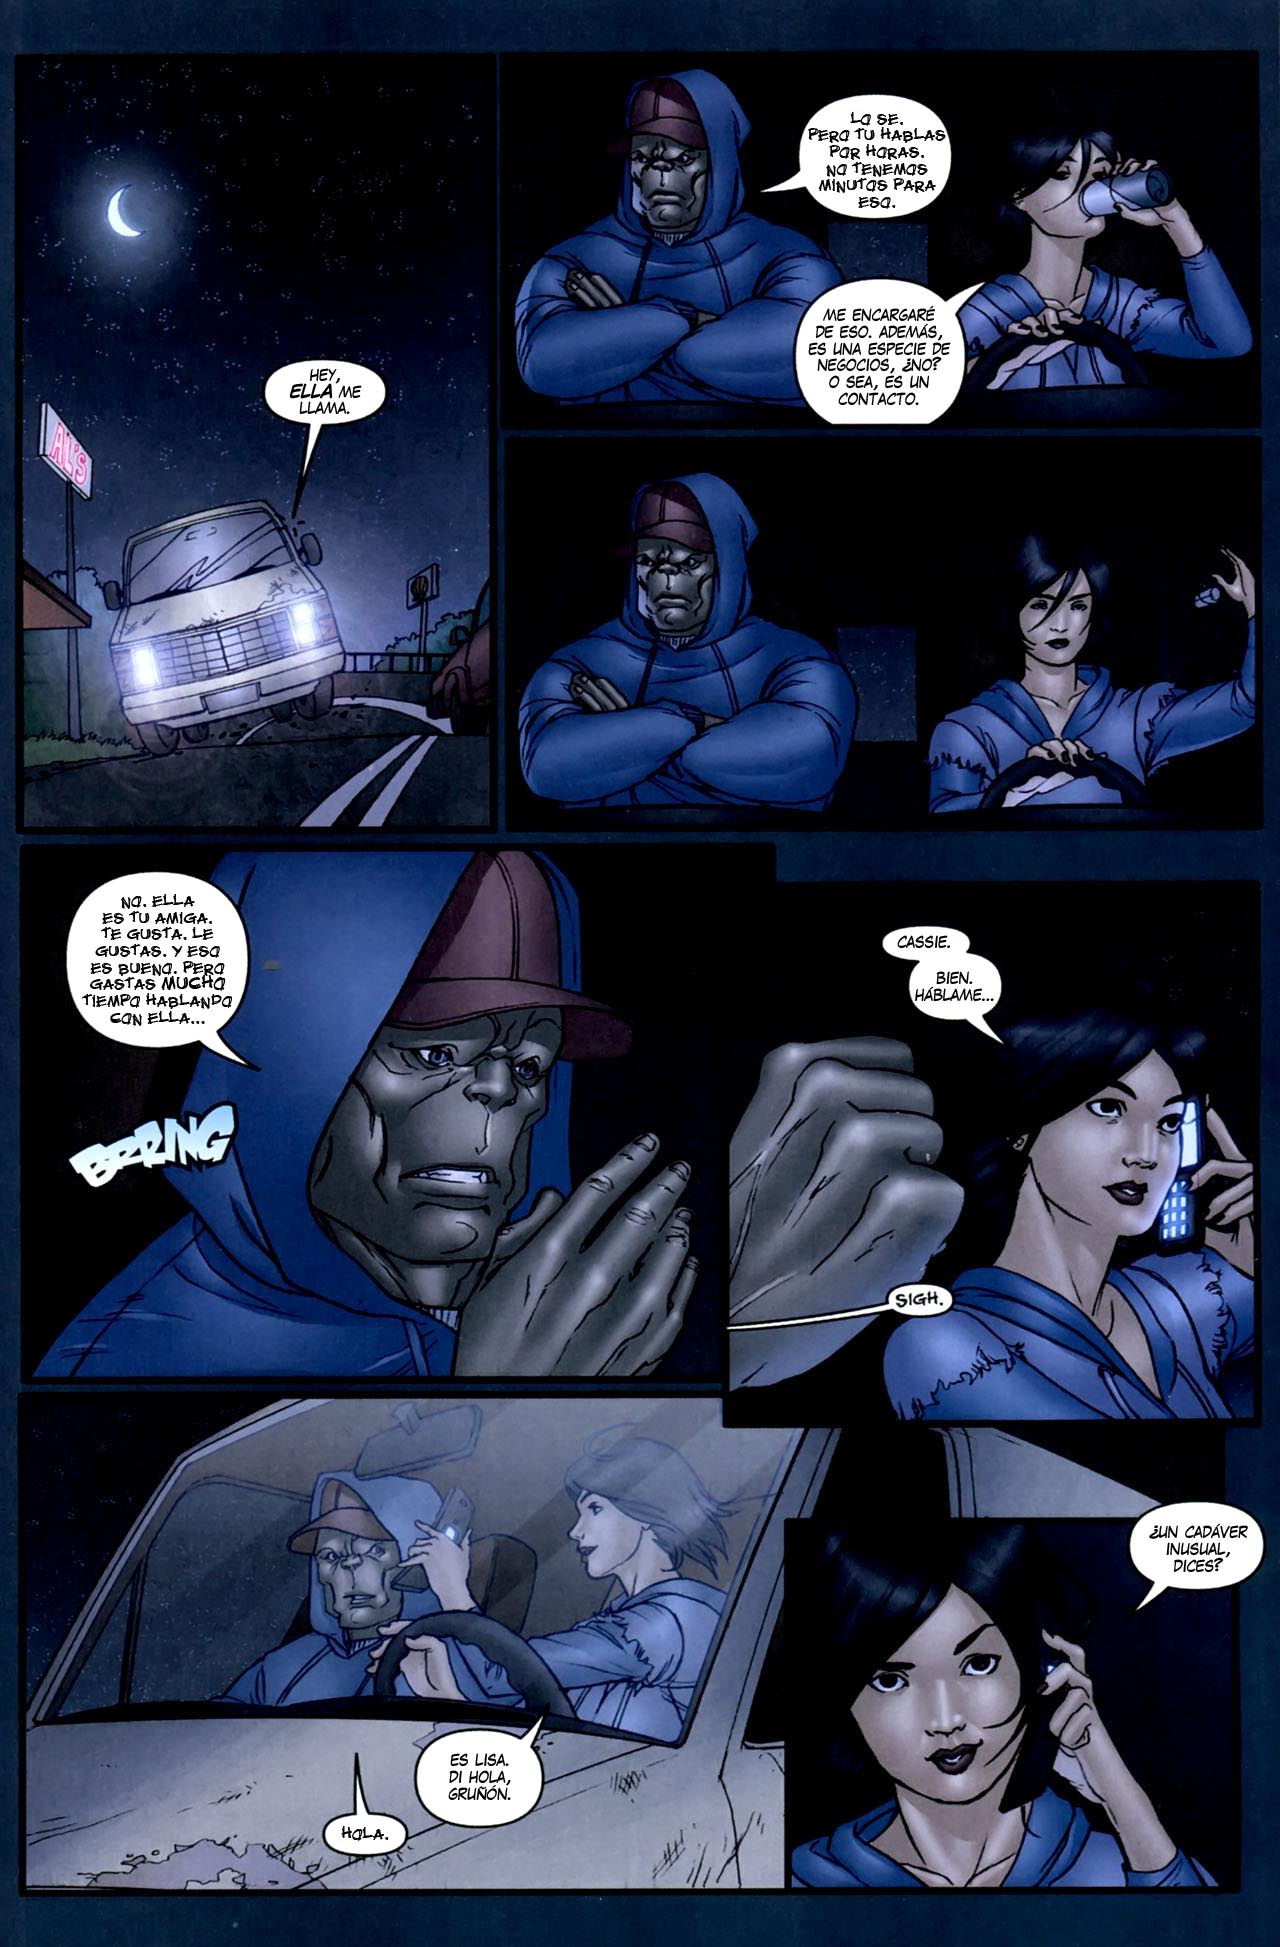 HEY,
ELLA ME
LLAMA.
AL'S
LO SE.
PERO TU HABLAS
POR HORAS.
NO TENEMOS
MINUTOS PARA
ESO.
ME ENCARGARÉ
DE ESO. ADEMÁS,
ES UNA ESPECIE DE
NEGOCIOS, ¿NO?
O SEA, ES UN
CONTACTO.
NO. ELLA
ES TU AMIGA.
TE GUSTA. LE
GUSTAS. Y ESO
ES BUENO. PERO
GASTAS MUCHO
TIEMPO HABLANDO
CON ELLA...
BRRING
CASSIE.
BIEN.
HÁBLAME...
SIGH.
ES LISA.
DI HOLA,
GRUÑÓN.
HOLA.
¿UN CADÁVER
INUSUAL,
DICES?